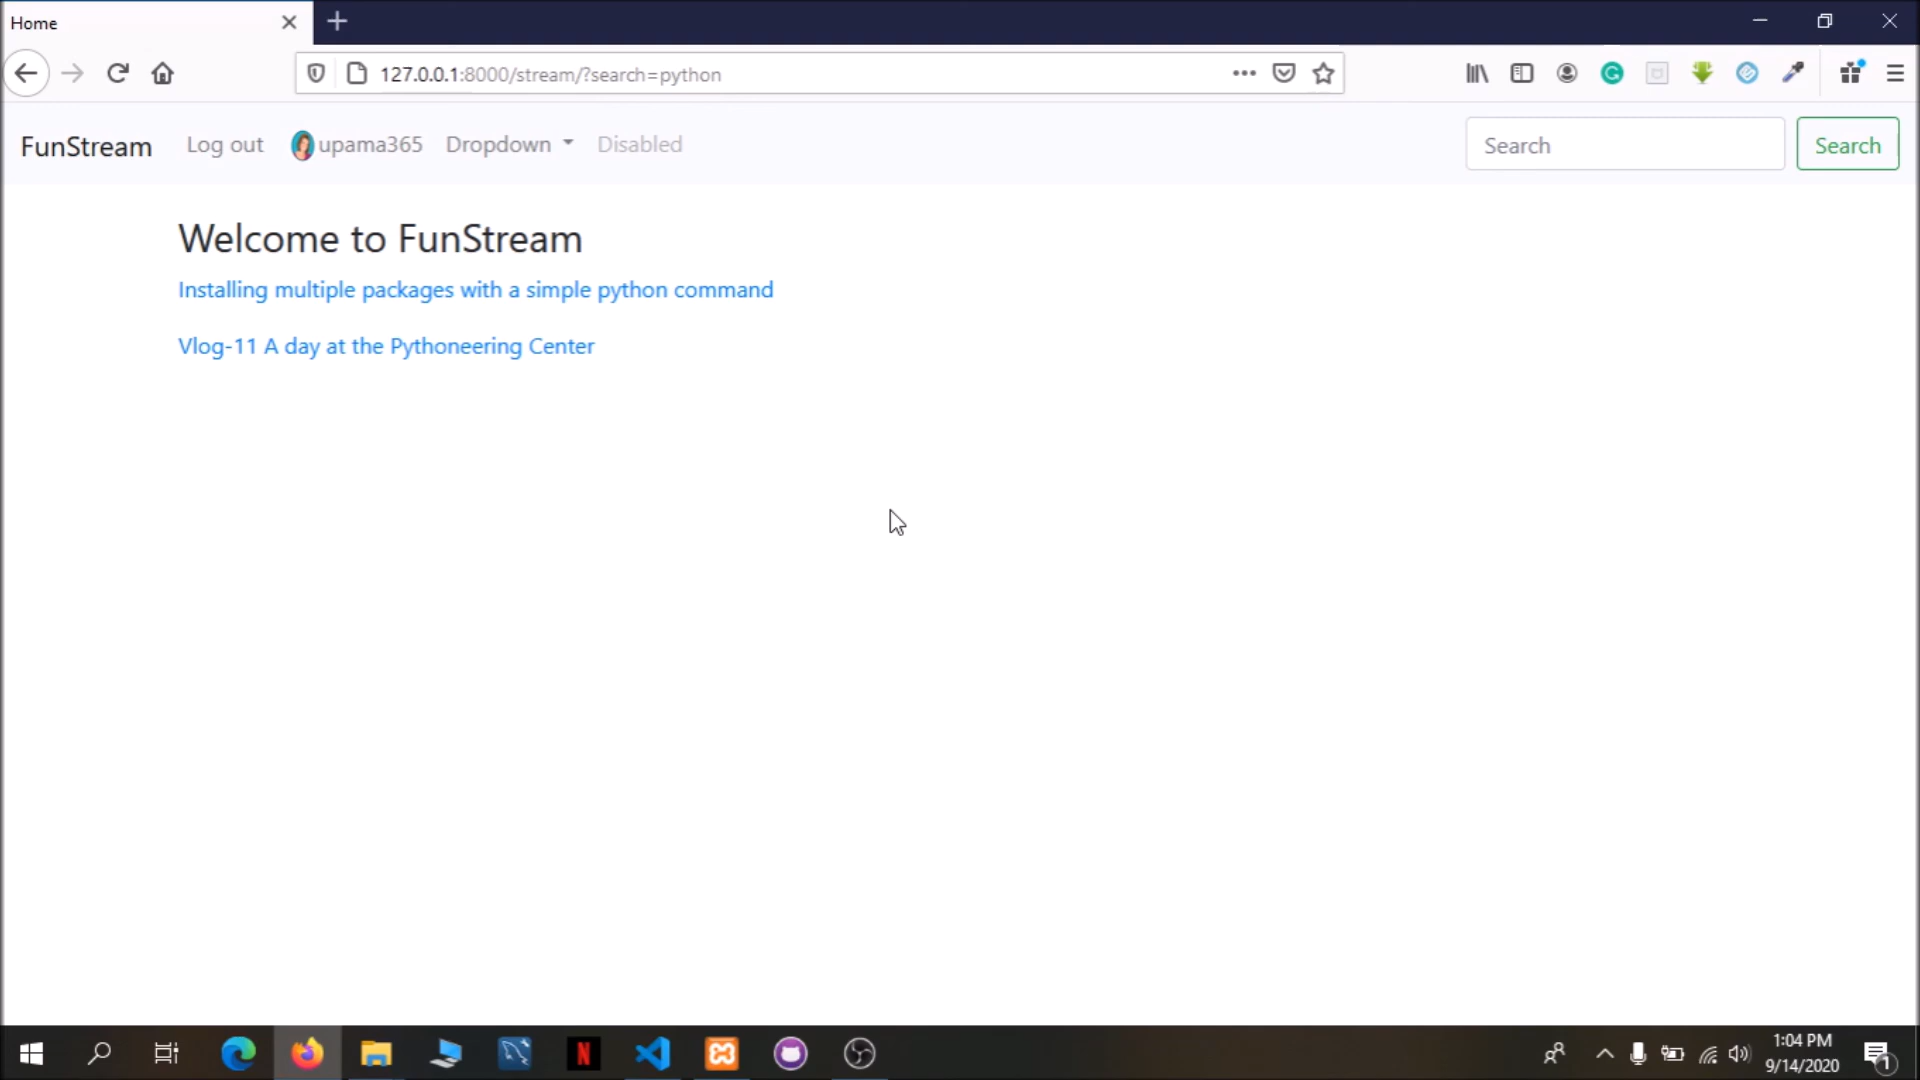 Home
127.0.0.1:8000/stream/?search=python
FunStream Log out upama365 Dropdown Disabled Search Search
Welcome to FunStream
Installing multiple packages with a simple python command
Vlog-11 A day at the Pythoneering Center
1:04 PM
9/14/2020
1